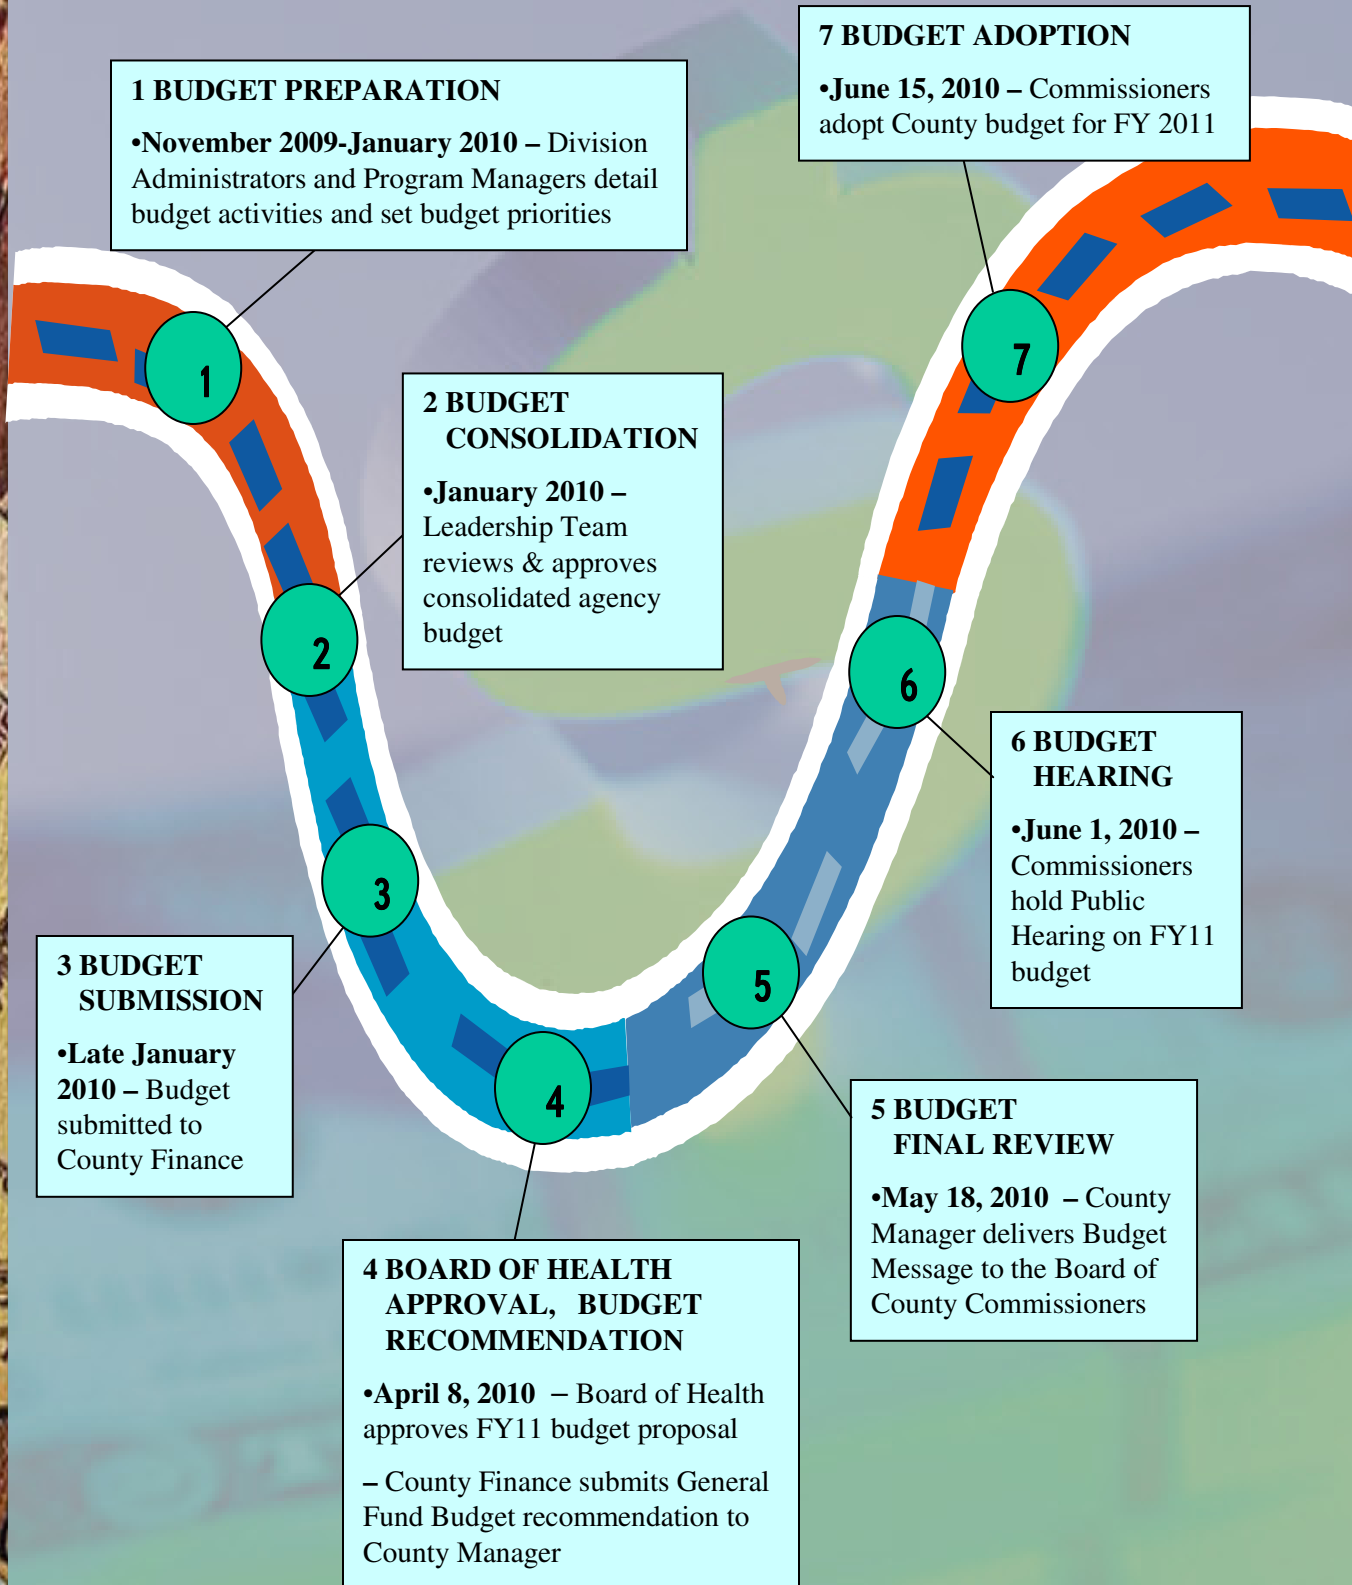 1 BUDGET PREPARATION
•November 2009-January 2010 – Division
Administrators and Program Managers detail
budget activities and set budget priorities
7 BUDGET ADOPTION
•June 15, 2010 – Commissioners
adopt County budget for FY 2011
1
7
2 BUDGET
CONSOLIDATION
•January 2010 –
Leadership Team
reviews & approves
consolidated agency
budget
2
6
6 BUDGET
HEARING
•June 1, 2010 –
Commissioners
hold Public
Hearing on FY11
budget
3
3 BUDGET
SUBMISSION
•Late January
2010 – Budget
submitted to
County Finance
5
4
5 BUDGET
FINAL REVIEW
•May 18, 2010 – County
Manager delivers Budget
Message to the Board of
County Commissioners
4 BOARD OF HEALTH
APPROVAL, BUDGET
RECOMMENDATION
•April 8, 2010 – Board of Health
approves FY11 budget proposal
– County Finance submits General
Fund Budget recommendation to
County Manager